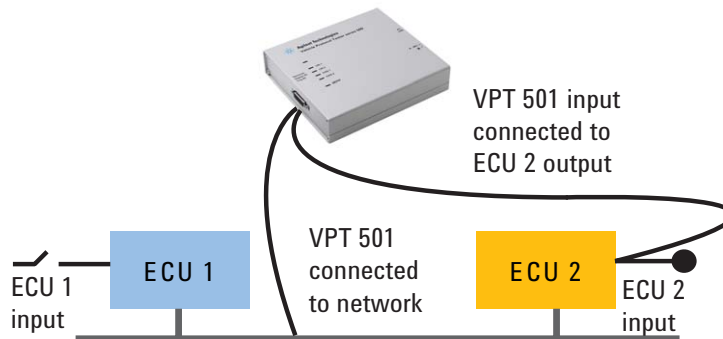 Agilent Technologies
VPT 501 input
connected to
ECU 2 output
ECU 1
VPT 501
connected
to network
ECU 2
ECU 1
input
ECU 2
input